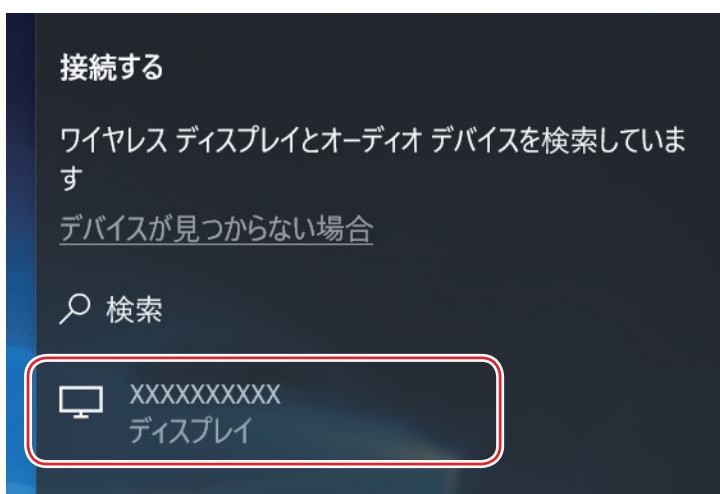 接続する
ワイヤレス ディスプレイとオーディオ デバイスを検索していま
す
デバイスが見つからない場合
検索
XXXXXXXXXX
ディスプレイ